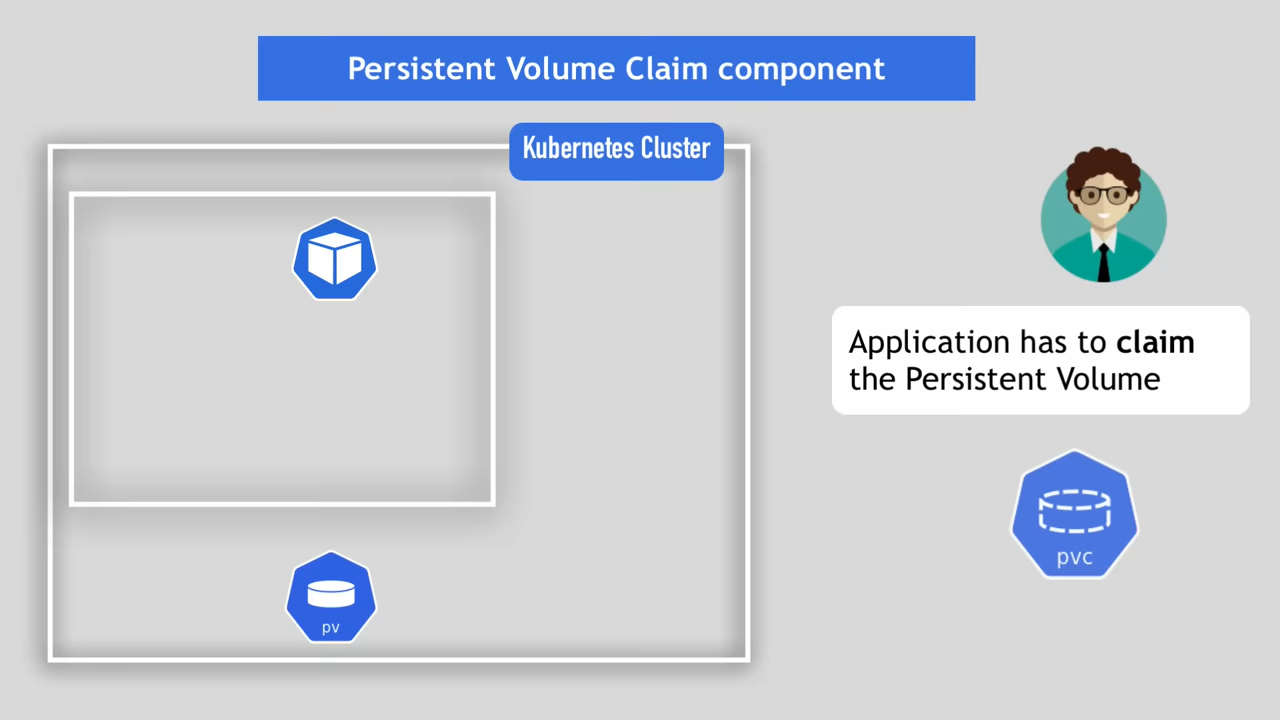 Persistent Volume Claim component
Kubernetes Cluster
Application has to claim
the Persistent Volume
pvc
pv